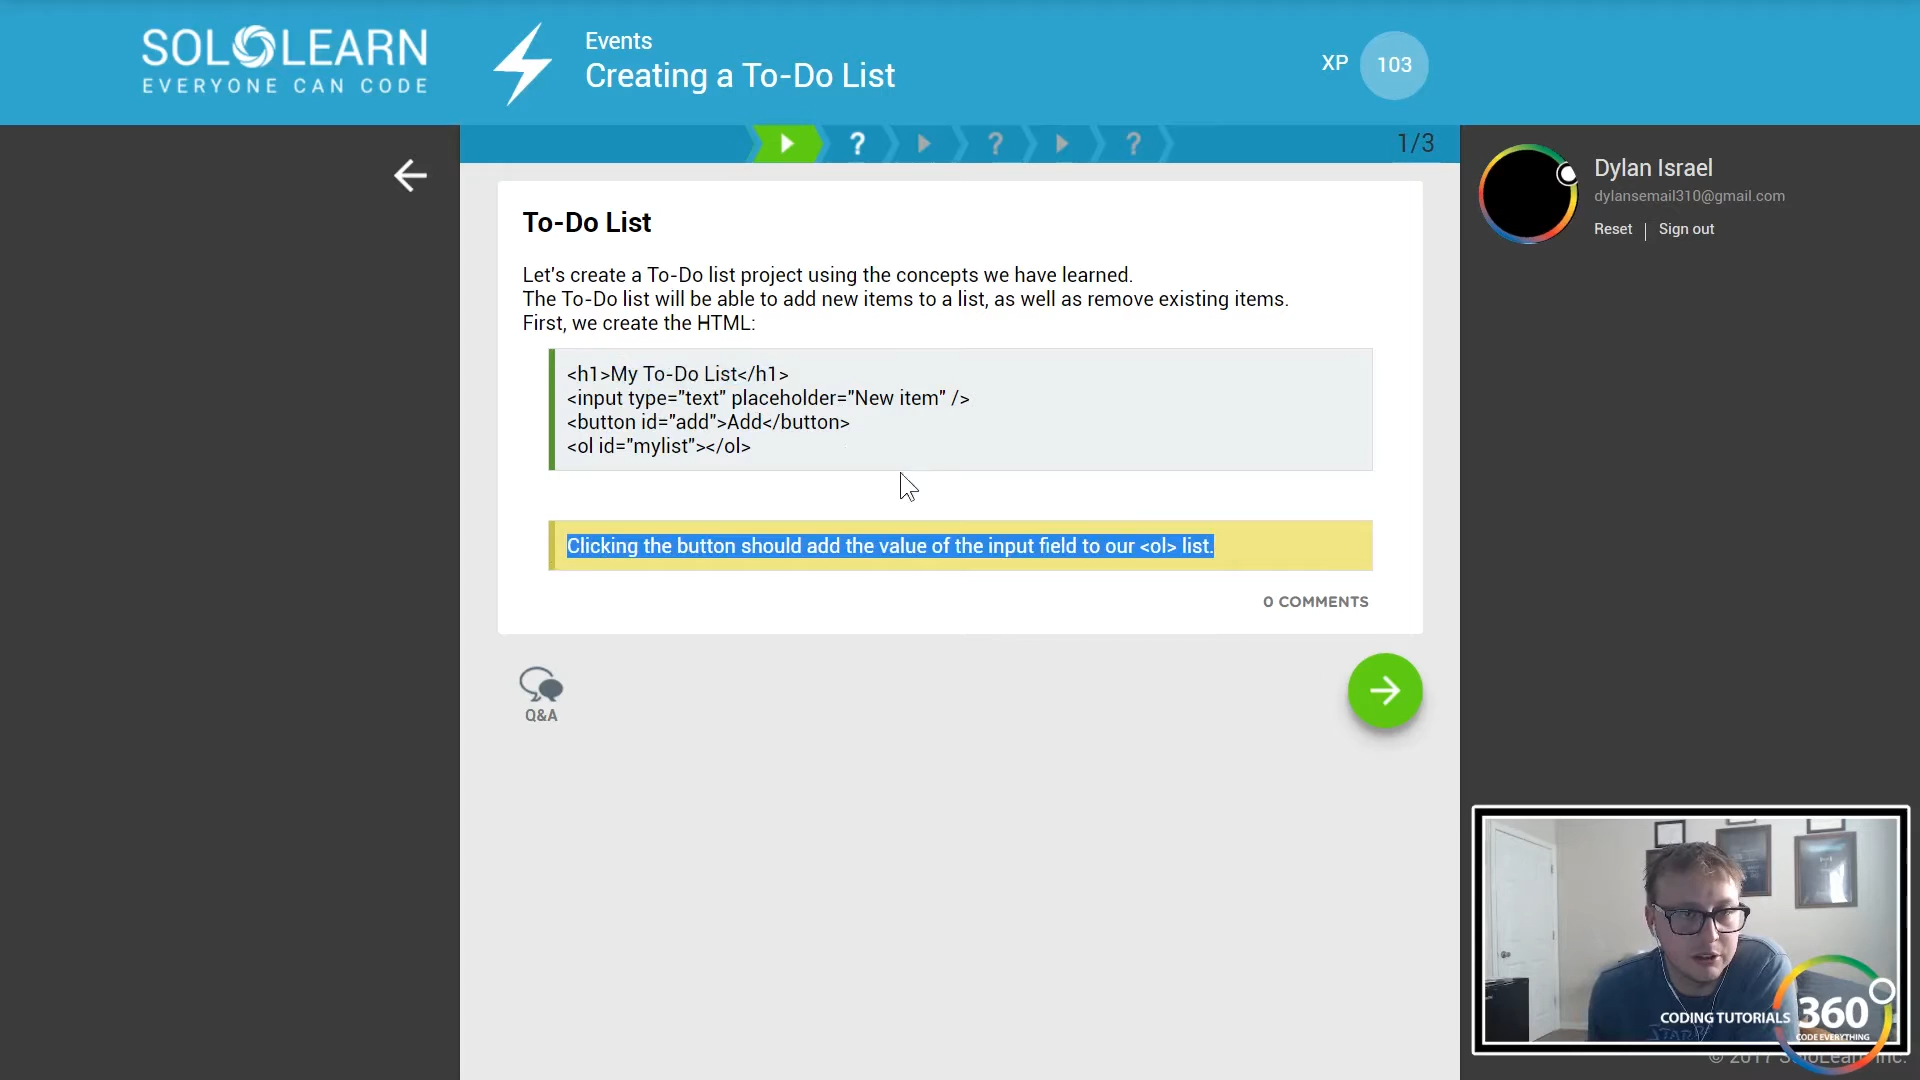 SOLOLEARN
EVERYONE CAN CODE
Events
Creating a To-Do List
XP 103
? ? ?
1/3
Dylan Israel
dylansemail310@gmail.com
Reset | Sign out
To-Do List
Let's create a To-Do list project using the concepts we have learned.
The To-Do list will be able to add new items to a list, as well as remove existing items.
First, we create the HTML:
<h1>My To-Do List</h1>
<input type="text" placeholder="New item" />
<button id="add">Add</button>
<ol id="mylist"></ol>
Clicking the button should add the value of the input field to our <ol> list.
0 COMMENTS
Q&A
CODING TUTORIALS 360
CODE EVERYTHING
© 2017 SoloLearn Inc.